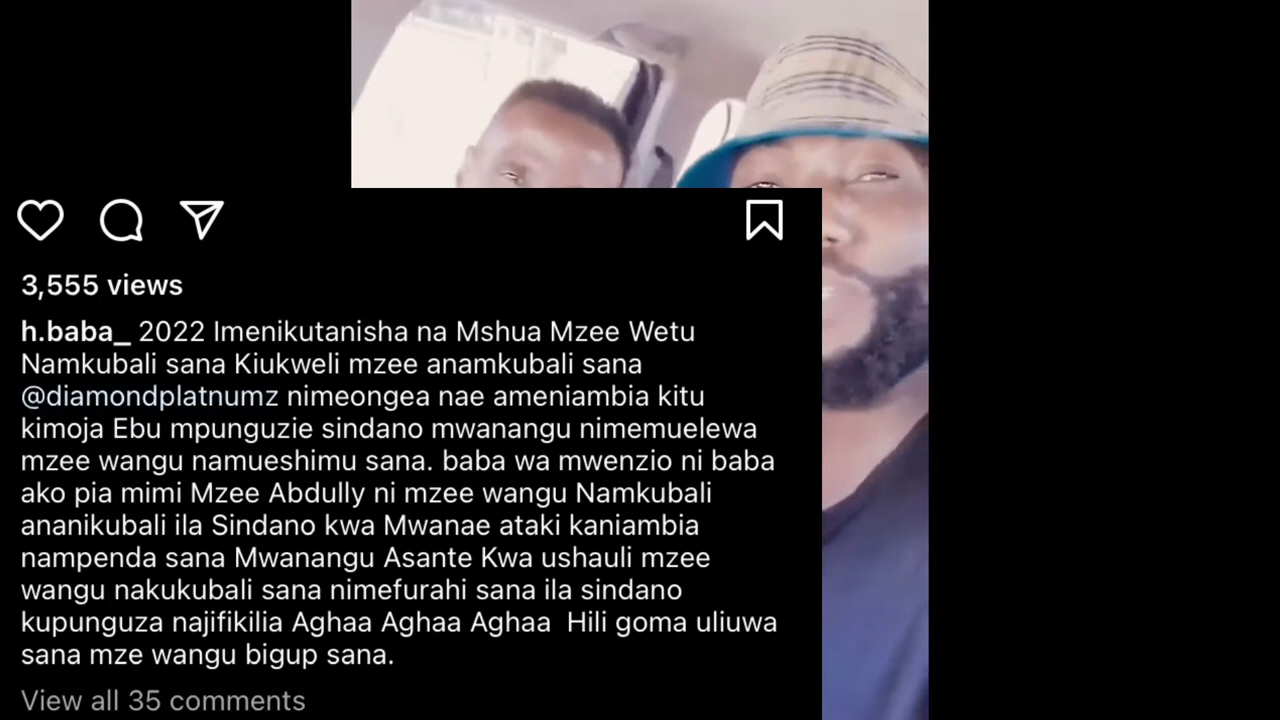 3,555 views
h.baba_ 2022 Imenikutanisha na Mshua Mzee Wetu
Namkubali sana Kiukweli mzee anamkubali sana
@diamondplatnumz nimeongea nae ameniambia kitu
kimoja Ebu mpunguzie sindano mwanangu nimemuelewa
mzee wangu namueshimu sana. baba wa mwenzio ni baba
ako pia mimi Mzee Abdully ni mzee wangu Namkubali
ananikubali ila Sindano kwa Mwanae ataki kaniambia
nampenda sana Mwanangu Asante Kwa ushauli mzee
wangu nakukubali sana nimefurahi sana ila sindano
kupunguza najifikilia Aghaa Aghaa Aghaa  Hili goma uliuwa
sana mze wangu bigup sana.
View all 35 comments